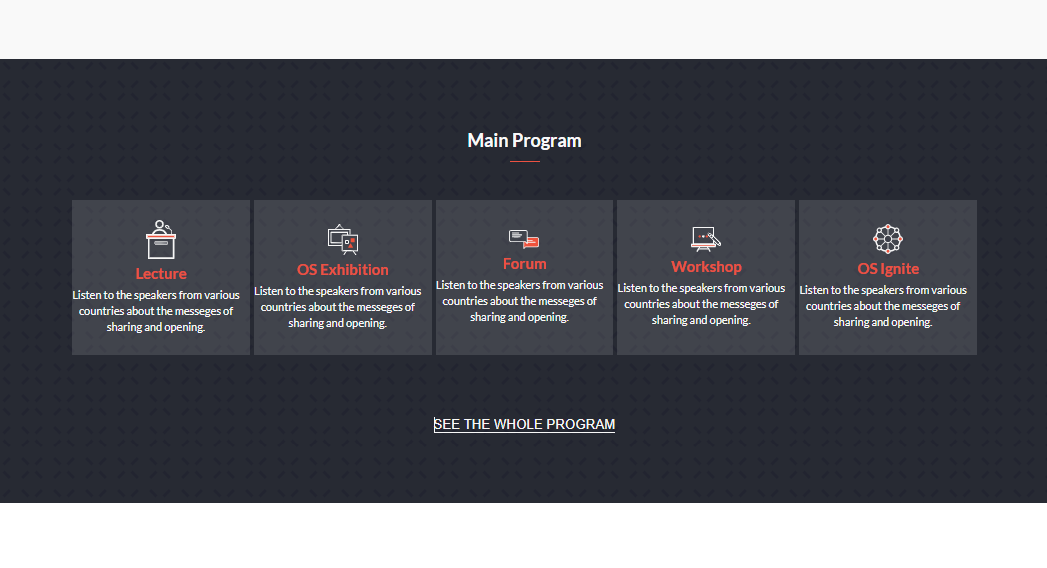 Main Program
Lecture
Listen to the speakers from various
countries about the messeges of
sharing and opening.
OS Exhibition
Listen to the speakers from various
countries about the messeges of
sharing and opening.
Forum
Listen to the speakers from various
countries about the messeges of
sharing and opening.
Workshop
Listen to the speakers from various
countries about the messeges of
sharing and opening.
OS Ignite
Listen to the speakers from various
countries about the messeges of
sharing and opening.
SEE THE WHOLE PROGRAM